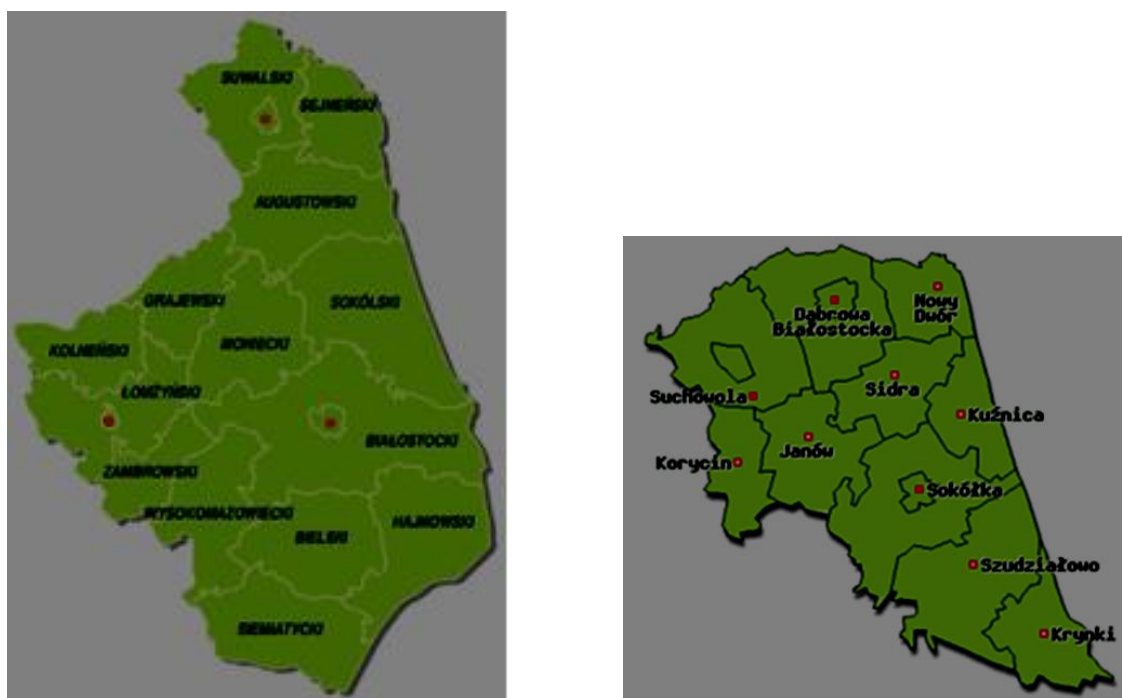 SUWALSKI
SEJNEŃSKI
AUGUSTOWSKI
GRAJEWSKI
SOKÓLSKI
KOLNEŃSKI
MONIECKI
ŁOMŻYŃSKI
BIAŁOSTOCKI
ZAMBROWSKI
WYSOKOMAZOWIECKI
HAJNOWSKI
BIELSKI
SIEMIATYCKI
Nowy
Dwór
Dąbrowa
Białostocka
Sidra
Suchowola
Kuźnica
Janów
Korycin
Sokółka
Szudziałowo
Krynki